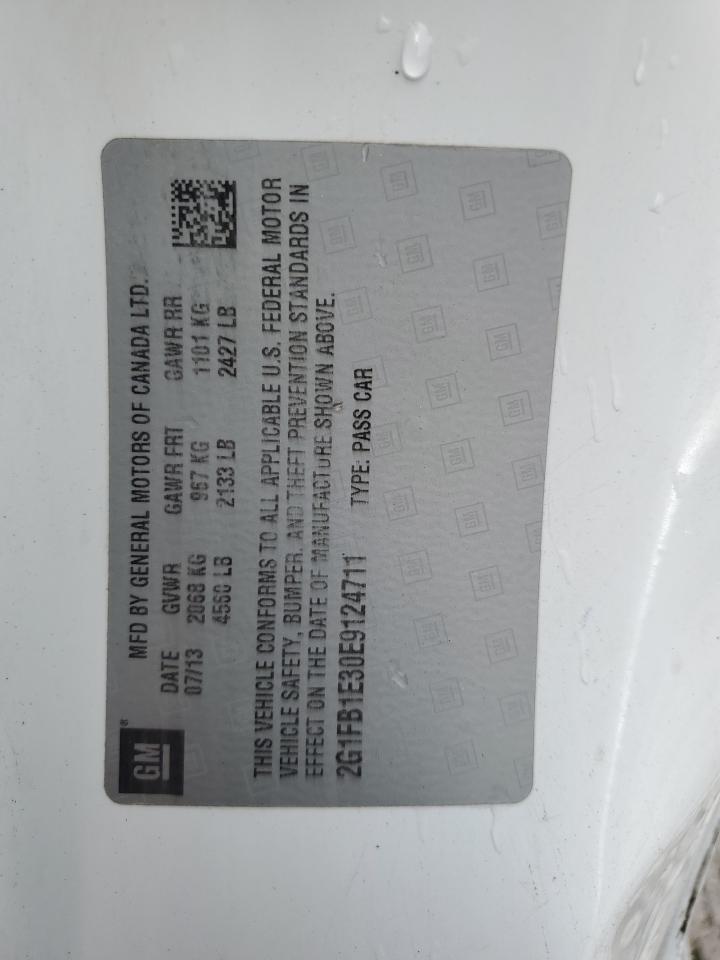 GM®
MFD BY GENERAL MOTORS OF CANADA LTD.
DATE GVWR GAWR FRT GAWR RR
07/13 2068 KG 967 KG 1101 KG
4560 LB 2133 LB 2427 LB
THIS VEHICLE CONFORMS TO ALL APPLICABLE U.S. FEDERAL MOTOR
VEHICLE SAFETY, BUMPER, AND THEFT PREVENTION STANDARDS IN
EFFECT ON THE DATE OF MANUFACTURE SHOWN ABOVE.
2G1FB1E30E9124711 TYPE: PASS CAR